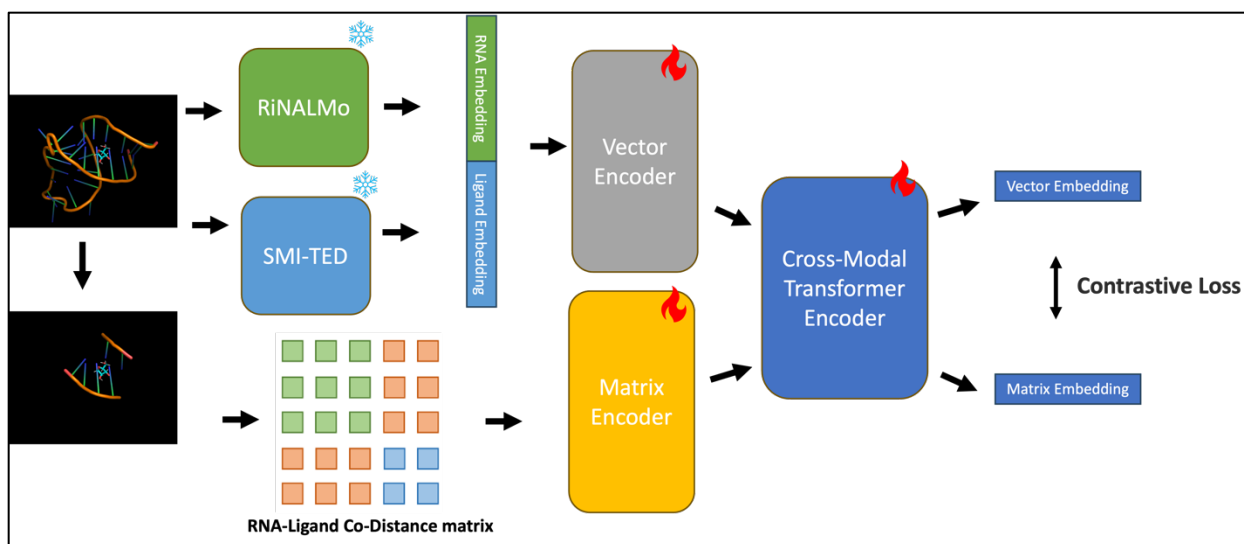 RiNALMo
SMI-TED
RNA Embedding
Ligand Embedding
Vector
Encoder
Matrix
Encoder
Cross-Modal
Transformer
Encoder
Vector Embedding
Contrastive Loss
Matrix Embedding
RNA-Ligand Co-Distance matrix